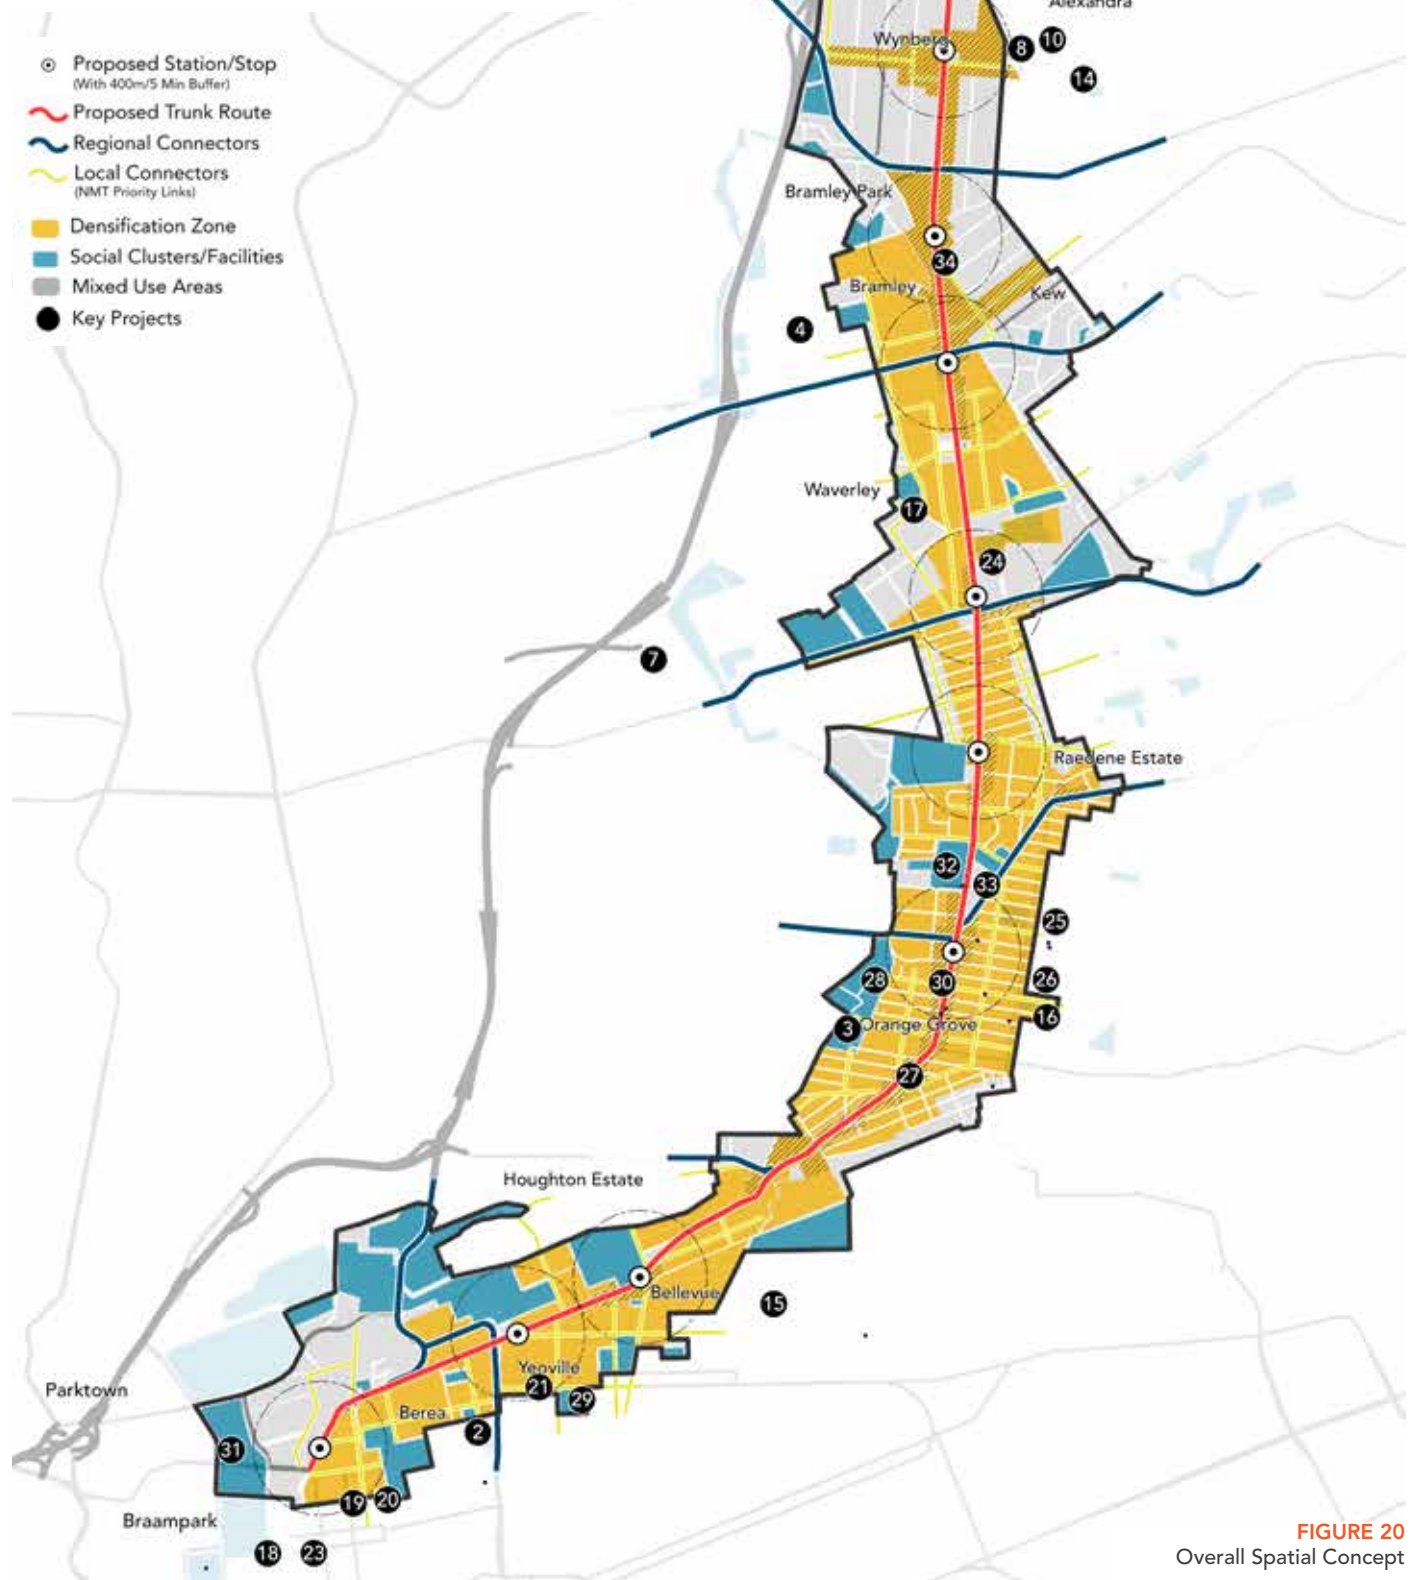 Alexandra
Proposed Station/Stop
(With 400m/5 Min Buffer)
Proposed Trunk Route
Regional Connectors
Local Connectors
(NMT Priority Links)
Densification Zone
Social Clusters/Facilities
Mixed Use Areas
Key Projects
Wynberg
8
10
14
Bramley Park
34
Bramley
Kew
4
Waverley
17
24
7
Raedene Estate
32
33
25
28
30
26
3
Orange Grove
16
27
Houghton Estate
Bellevue
15
Yeoville
21
29
Parktown
Berea
2
31
19
20
Braampark
18
23
FIGURE 20
Overall Spatial Concept